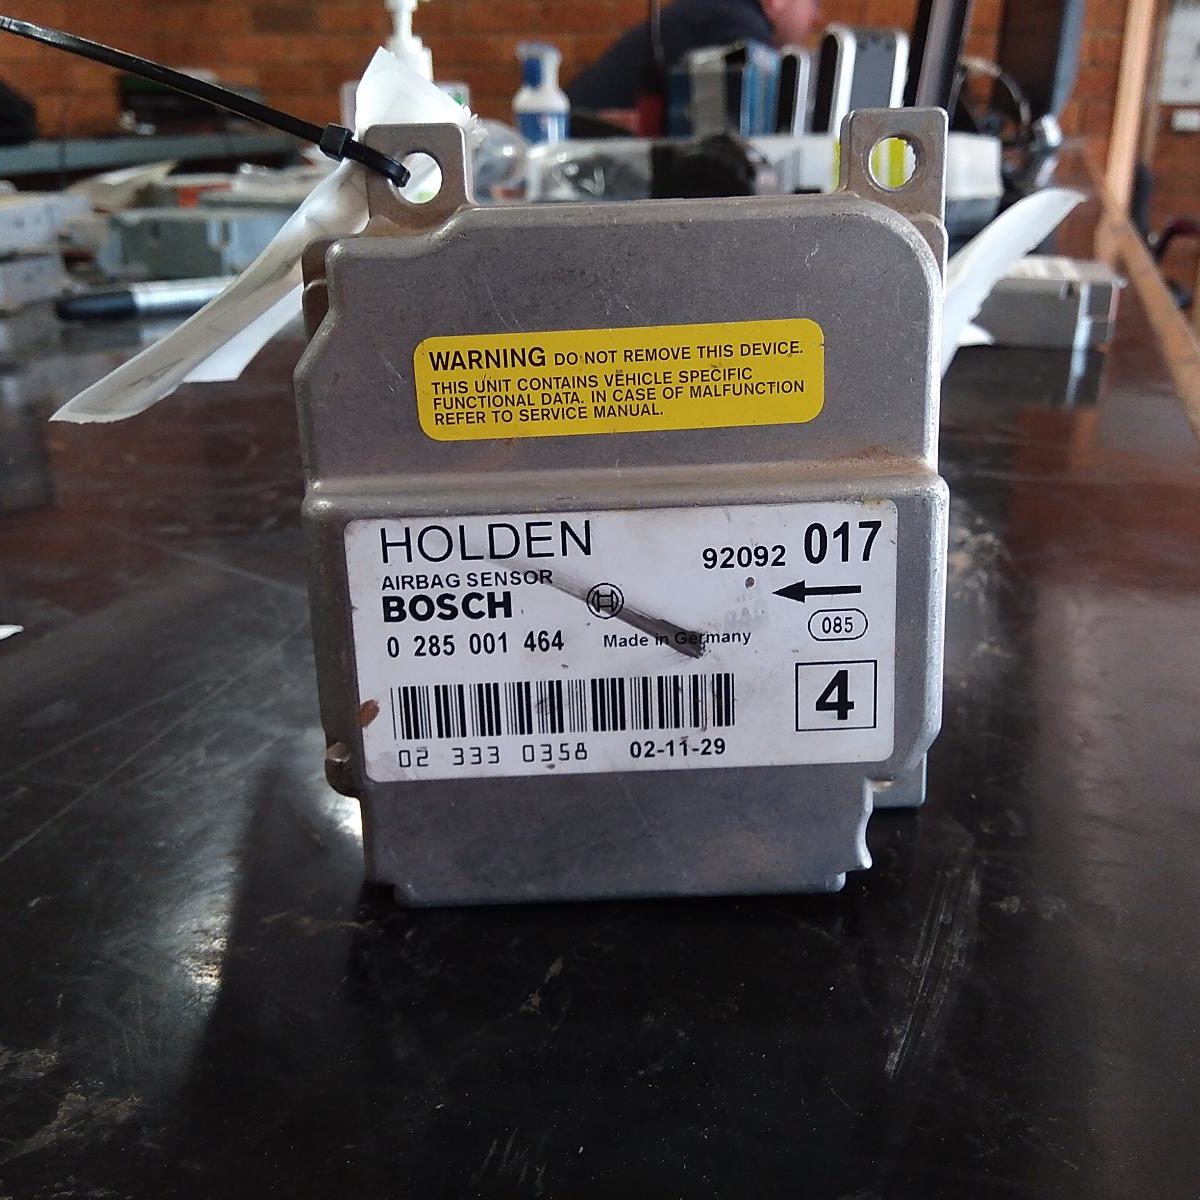 WARNING DO NOT REMOVE THIS DEVICE.
THIS UNIT CONTAINS VEHICLE SPECIFIC
FUNCTIONAL DATA. IN CASE OF MALFUNCTION
REFER TO SERVICE MANUAL.
HOLDEN
92092 017
AIRBAG SENSOR
BOSCH
085
0 285 001 464 Made in Germany
4
02 333 0358 02-11-29